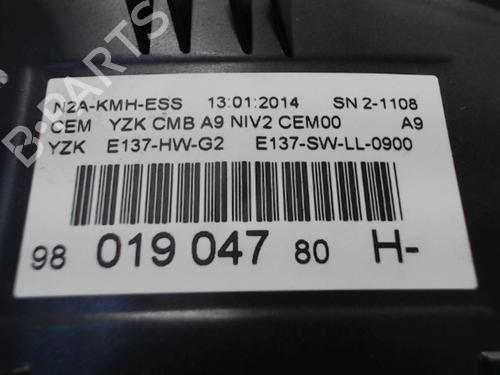 N2A-KMH-ESS 13:01:2014 SN 2-1108
CEM YZK CMB A9 NIV2 CEM00 A9
YZK E137-HW-G2 E137-SW-LL-0900
98 019 047 80 H-